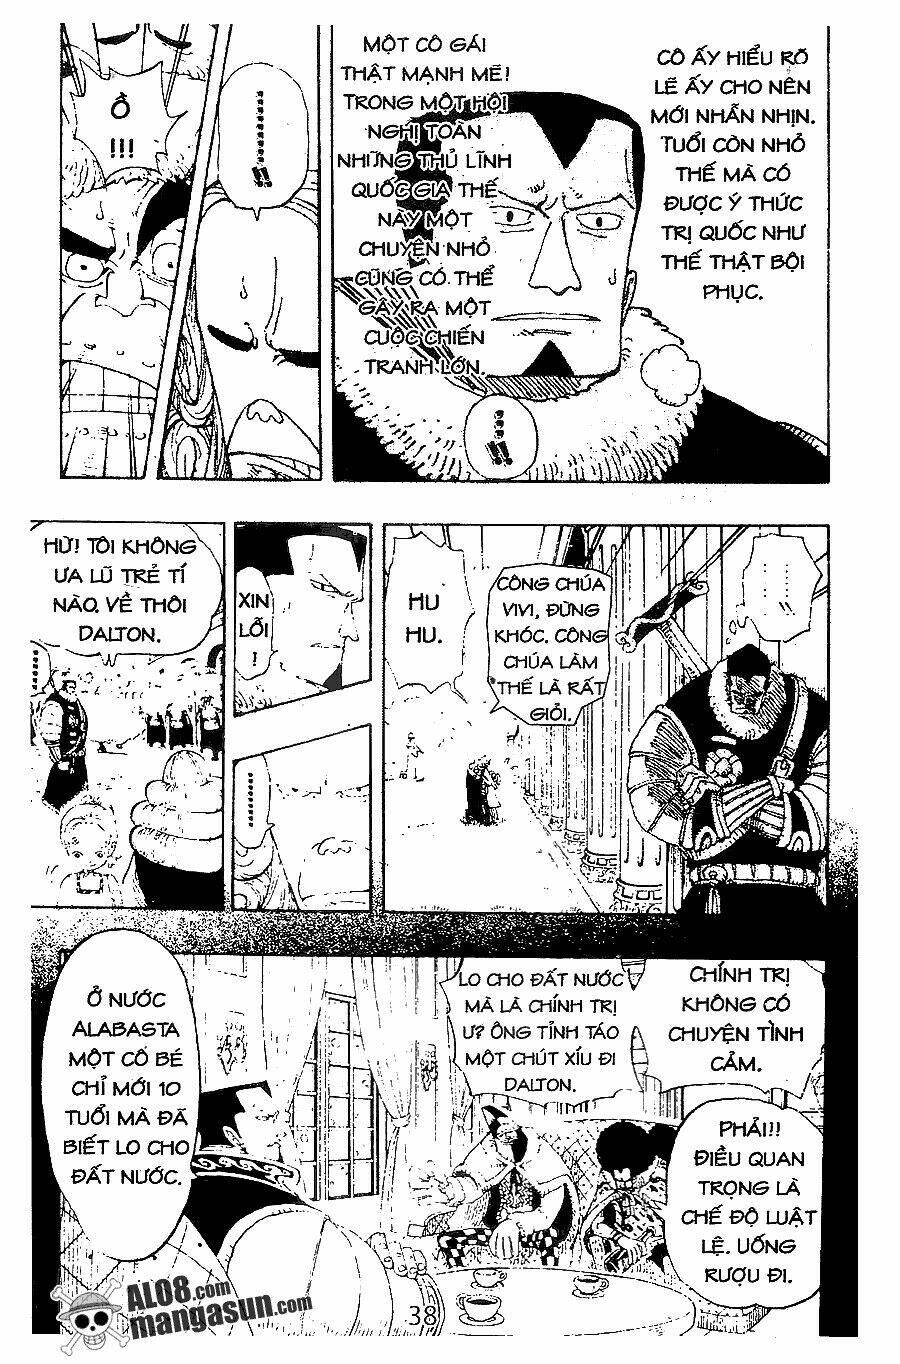 CÔ ẤY HIỂU RÕ
LẼ ẤY CHO NÊN
MỚI NHẪN NHỊN.
TUỔI CÒN NHỎ
THẾ MÀ CÓ
ĐƯỢC Ý THỨC
TRỊ QUỐC NHƯ
THẾ THẬT BỘI
PHỤC.
MỘT CÔ GÁI
THẬT MẠNH MẼ!
TRONG MỘT HỘI
NGHỊ TOÀN
NHỮNG THỦ LĨNH
QUỐC GIA THẾ
NÀY MỘT
CHUYỆN NHỎ
CŨNG CÓ THỂ
GÂY RA MỘT
CUỘC CHIẾN
TRANH LỚN.
......!!
.........!!
Ồ
!!!
......
CÔNG CHÚA
VIVI, ĐỪNG
KHÓC. CÔNG
CHÚA LÀM
THẾ LÀ RẤT
GIỎI.
HU
HU.
XIN
LỖI
!
.........
HỪ! TÔI KHÔNG
ƯA LŨ TRẺ TÍ
NÀO. VỀ THÔI
DALTON.
......
CHÍNH TRỊ
KHÔNG CÓ
CHUYỆN TÌNH
CẢM.
LO CHO ĐẤT NƯỚC
MÀ LÀ CHÍNH TRỊ
Ư? ÔNG TỈNH TÁO
MỘT CHÚT XÍU ĐI
DALTON.
PHẢI!!
ĐIỀU QUAN
TRỌNG LÀ
CHẾ ĐỘ LUẬT
LỆ. UỐNG
RƯỢU ĐI.
Ở NƯỚC
ALABASTA
MỘT CÔ BÉ
CHỈ MỚI 10
TUỔI MÀ ĐÃ
BIẾT LO CHO
ĐẤT NƯỚC.
AL08.com
mangasun.com
38